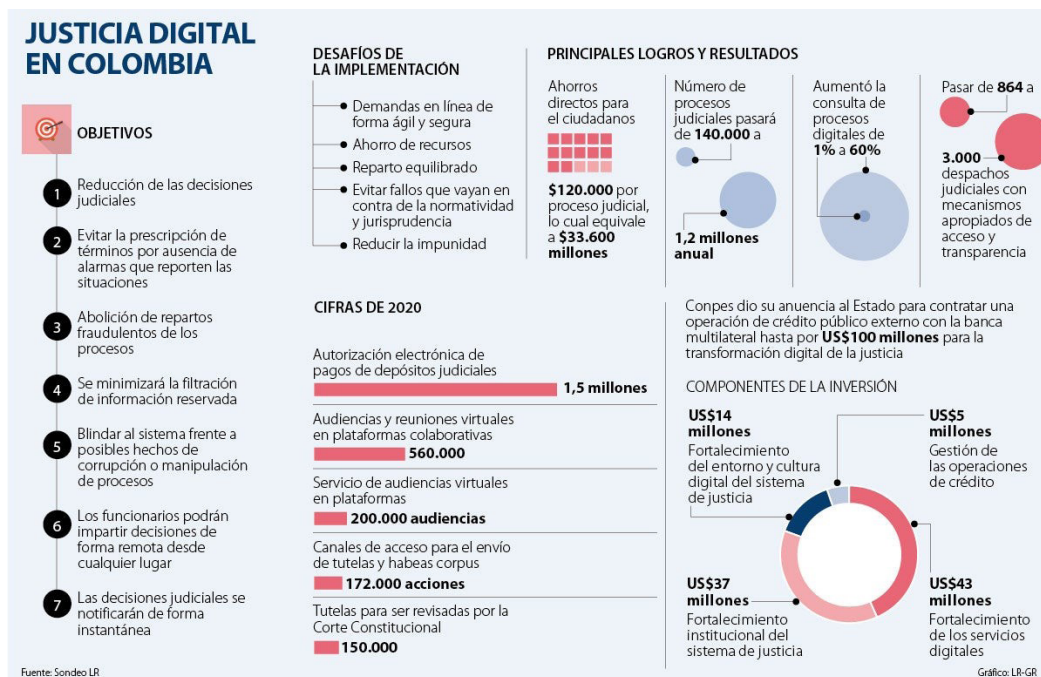 JUSTICIA DIGITAL
EN COLOMBIA
OBJETIVOS
1
Reducción de las decisiones
judiciales
2
Evitar la prescripción de
términos por ausencia de
alarmas que reporten las
situaciones
3
Abolición de repartos
fraudulentos de los
procesos
4
Se minimizará la filtración
de información reservada
5
Blindar al sistema frente a
posibles hechos de
corrupción o manipulación
de procesos
6
Los funcionarios podrán
impartir decisiones de
forma remota desde
cualquier lugar
7
Las decisiones judiciales se
notificarán de forma
instantánea
DESAFÍOS DE
LA IMPLEMENTACIÓN
Demandas en línea de
forma ágil y segura
Ahorro de recursos
Reparto equilibrado
Evitar fallos que vayan en
contra de la normatividad
y jurisprudencia
Reducir la impunidad
PRINCIPALES LOGROS Y RESULTADOS
Ahorros
directos para
el ciudadanos
$120.000 por
proceso judicial,
lo cual equivale
a $33.600
millones
Número de
procesos
judiciales pasará
de 140.000 a
1,2 millones
anual
Aumentó la
consulta de
procesos
digitales de
1% a 60%
Pasar de 864 a
3.000
despachos
judiciales con
mecanismos
apropiados de
acceso y
transparencia
CIFRAS DE 2020
Autorización electrónica de
pagos de depósitos judiciales
1,5 millones
Audiencias y reuniones virtuales
en plataformas colaborativas
560.000
Servicio de audiencias virtuales
en plataformas
200.000 audiencias
Canales de acceso para el envío
de tutelas y habeas corpus
172.000 acciones
Tutelas para ser revisadas por la
Corte Constitucional
150.000
Conpes dio su anuencia al Estado para contratar una
operación de crédito público externo con la banca
multilateral hasta por US$100 millones para la
transformación digital de la justicia
COMPONENTES DE LA INVERSIÓN
US$14
millones
Fortalecimiento
del entorno y cultura
digital del sistema
de justicia
US$5
millones
Gestión de
las operaciones
de crédito
US$37
millones
Fortalecimiento
institucional del
sistema de justicia
US$43
millones
Fortalecimiento
de los servicios
digitales
Fuente: Sondeo LR
Gráfico: LR-GR